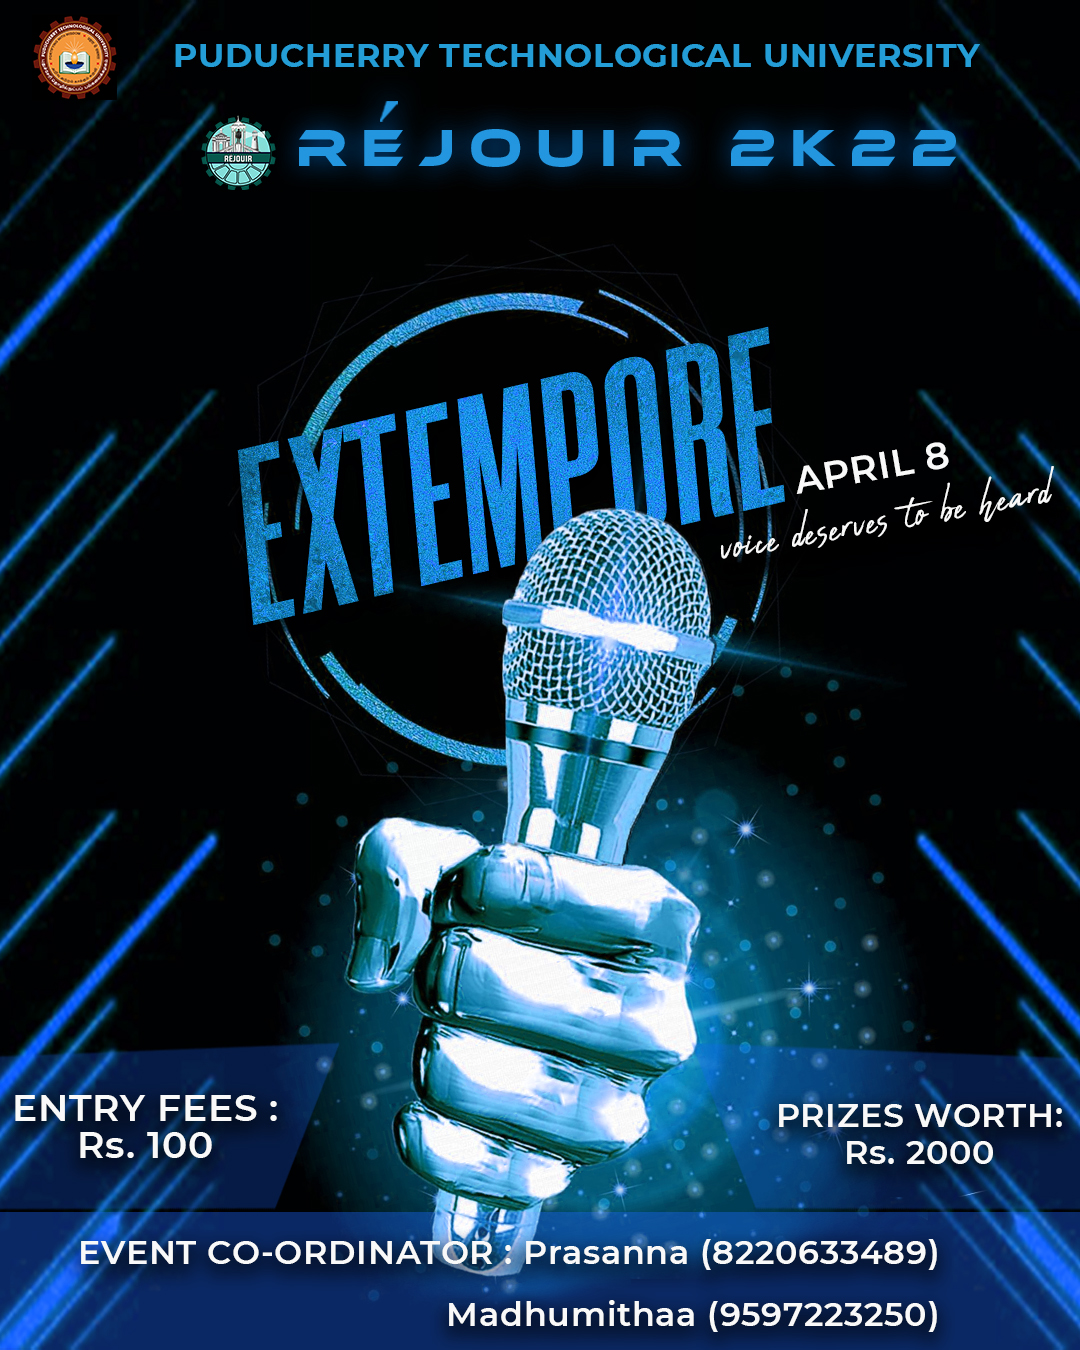 PUDUCHERRY TECHNOLOGICAL UNIVERSITY
RÉJOUIR 2K22
REJOUIR
EXTEMPORE
APRIL 8
voice deserves to be heard
ENTRY FEES :
Rs. 100
PRIZES WORTH:
Rs. 2000
EVENT CO-ORDINATOR : Prasanna (8220633489)
Madhumithaa (9597223250)